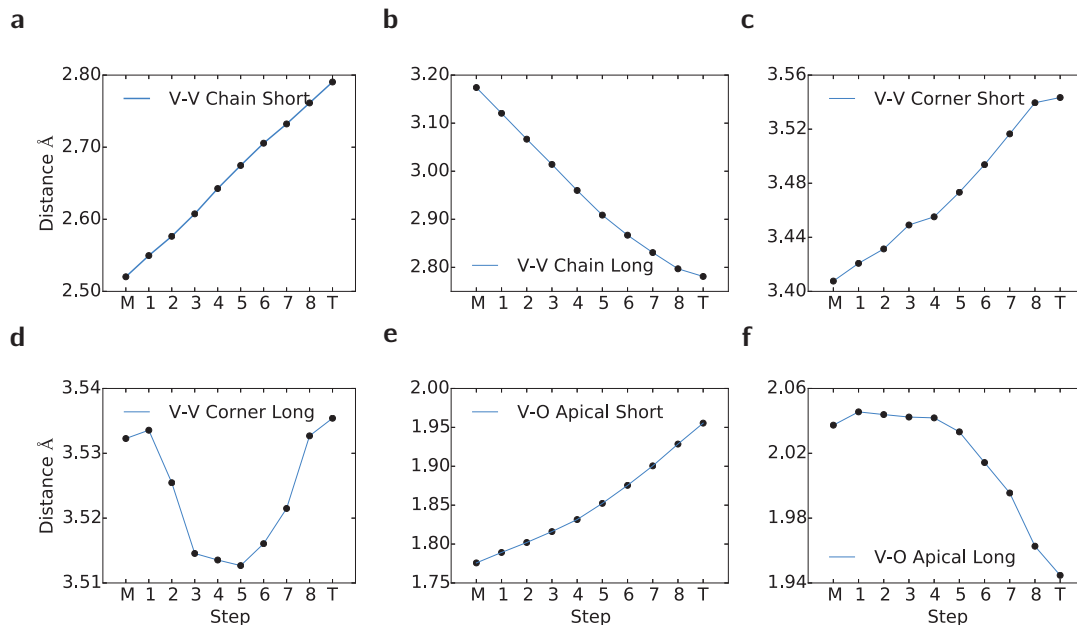 a
b
c
2.80
2.70
2.60
2.50
Distance Å
V-V Chain Short
M 1 2 3 4 5 6 7 8 T
3.20
3.10
3.00
2.90
2.80
V-V Chain Long
M 1 2 3 4 5 6 7 8 T
3.56
3.52
3.48
3.44
3.40
V-V Corner Short
M 1 2 3 4 5 6 7 8 T
d
e
f
3.54
3.53
3.52
3.51
Distance Å
V-V Corner Long
M 1 2 3 4 5 6 7 8 T
Step
2.00
1.95
1.90
1.85
1.80
1.75
V-O Apical Short
M 1 2 3 4 5 6 7 8 T
Step
2.06
2.02
1.98
1.94
V-O Apical Long
M 1 2 3 4 5 6 7 8 T
Step